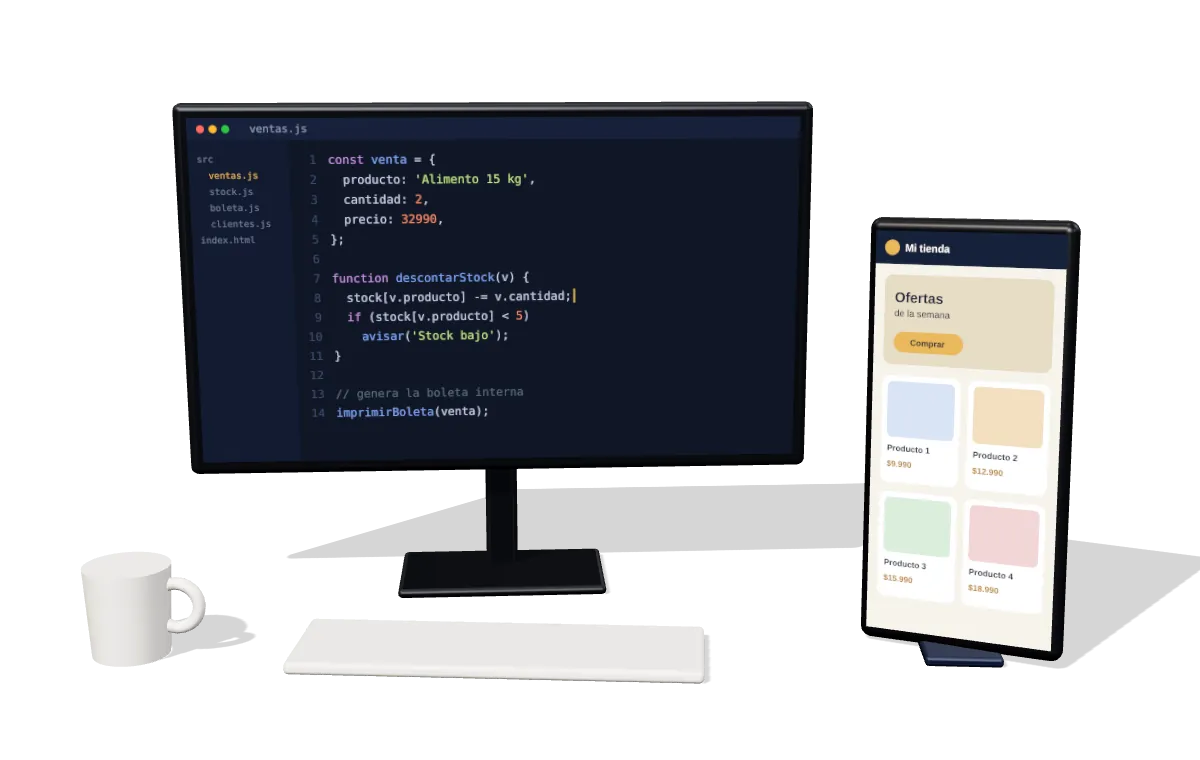 ventas.js
src
ventas.js
stock.js
boleta.js
clientes.js
index.html
1 const venta = {
2 producto: 'Alimento 15 kg',
3 cantidad: 2,
4 precio: 32990,
5 };
6
7 function descontarStock(v) {
8 stock[v.producto] -= v.cantidad;
9 if (stock[v.producto] < 5)
10 avisar('Stock bajo');
11 }
12
13 // genera la boleta interna
14 imprimirBoleta(venta);
Mi tienda
Ofertas
de la semana
Comprar
Producto 1
$9.990
Producto 2
$12.990
Producto 3
$15.990
Producto 4
$18.990